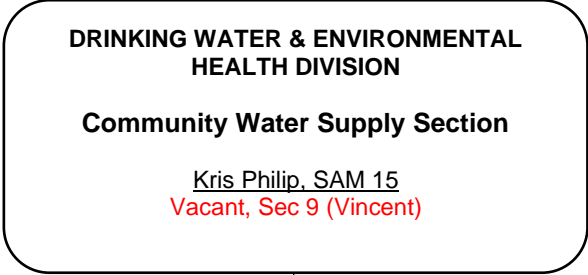 DRINKING WATER & ENVIRONMENTAL
HEALTH DIVISION
Community Water Supply Section
Kris Philip, SAM 15
Vacant, Sec 9 (Vincent)